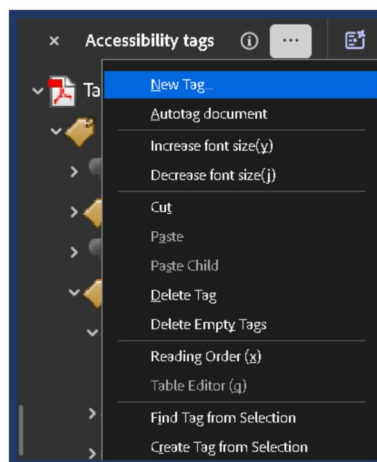 Accessibility tags
Ta
New Tag...
Autotag document
Increase font size(y)
Decrease font size(j)
Cut
Paste
Paste Child
Delete Tag
Delete Empty Tags
Reading Order (x)
Table Editor (q)
Find Tag from Selection
Create Tag from Selection